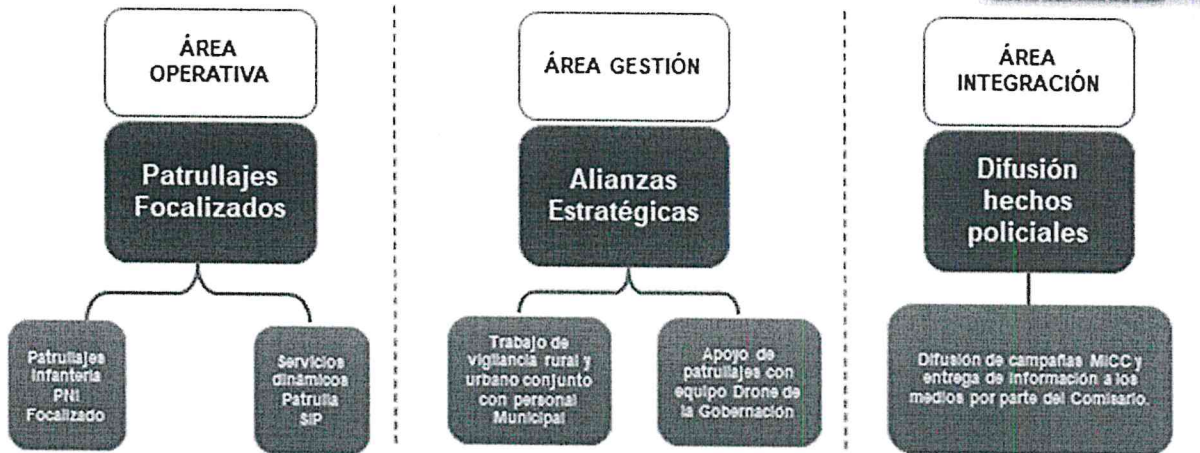 ÁREA
OPERATIVA
Patrullajes
Focalizados
Patrullajes
Infantería
PNI
Focalizado
Servicios
dinámicos
Patrulla
SIP
ÁREA GESTIÓN
Alianzas
Estratégicas
Trabajo de
vigilancia rural y
urbano conjunto
con personal
Municipal
Apoyo de
patrullajes con
equipo Drone de
la Gobernación
ÁREA
INTEGRACIÓN
Difusión
hechos
policiales
Difusión de campañas MICC y
entrega de información a los
medios por parte del Comisario.